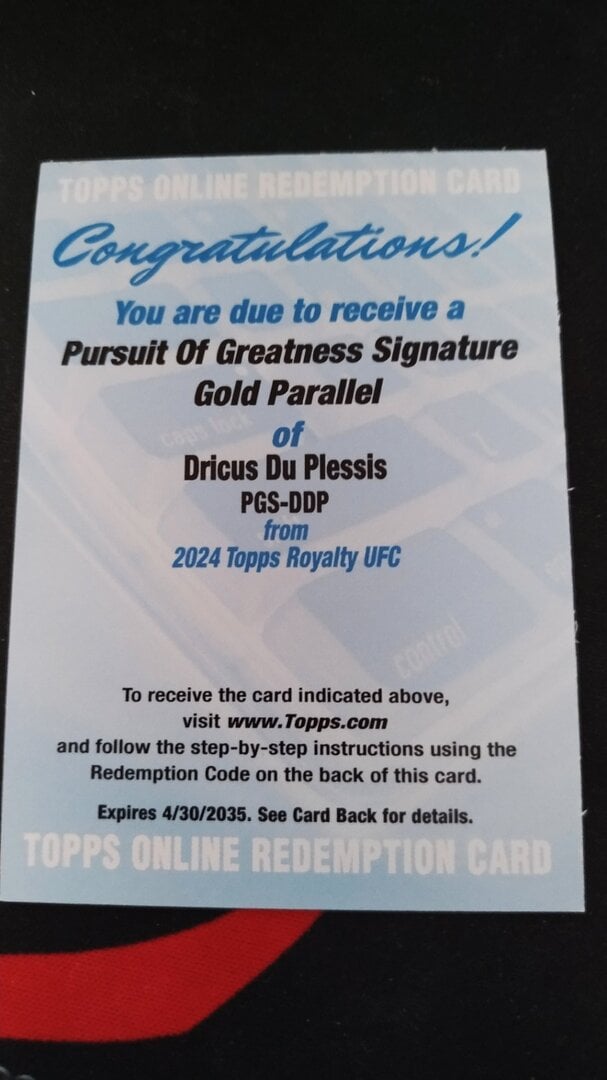 TOPPS ONLINE REDEMPTION CARD
Congratulations!
You are due to receive a
Pursuit Of Greatness Signature
Gold Parallel
of
Dricus Du Plessis
PGS-DDP
from
2024 Topps Royalty UFC
caps lock
control
To receive the card indicated above,
visit www.Topps.com
and follow the step-by-step instructions using the
Redemption Code on the back of this card.
Expires 4/30/2035. See Card Back for details.
TOPPS ONLINE REDEMPTION CARD